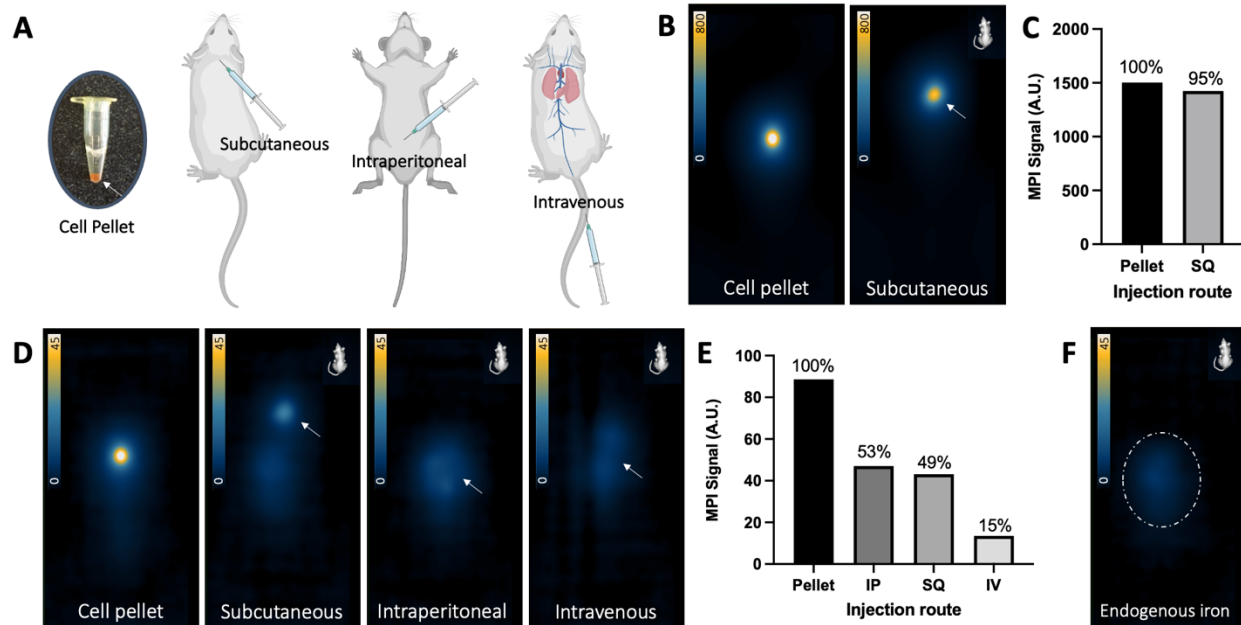 A
Cell Pellet
Subcutaneous
Intraperitoneal
Intravenous
B
800
0
Cell pellet
800
0
Subcutaneous
C
2000
1500
1000
500
0
MPI Signal (A.U.)
100%
95%
Pellet SQ
Injection route
D
45
0
Cell pellet
45
0
Subcutaneous
45
0
Intraperitoneal
45
0
Intravenous
E
100
80
60
40
20
0
MPI Signal (A.U.)
100%
53%
49%
15%
Pellet IP SQ IV
Injection route
F
45
0
Endogenous iron